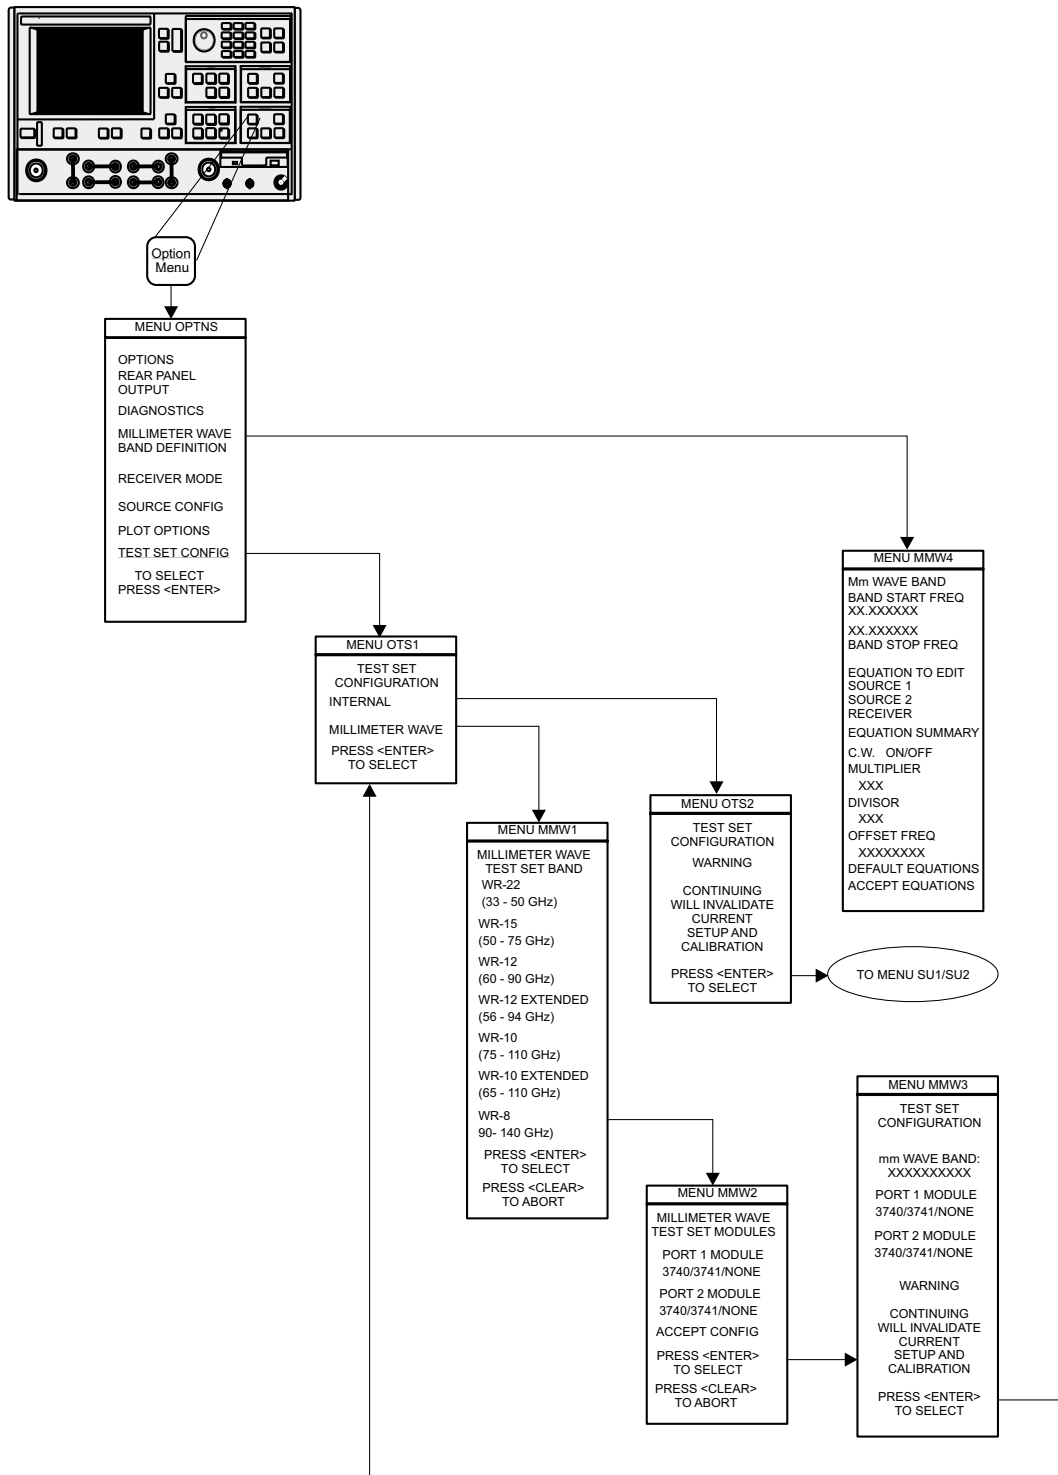 Option
Menu
MENU OPTNS
OPTIONS
REAR PANEL
OUTPUT
DIAGNOSTICS
MILLIMETER WAVE
BAND DEFINITION
RECEIVER MODE
SOURCE CONFIG
PLOT OPTIONS
TEST SET CONFIG
TO SELECT
PRESS <ENTER>
MENU OTS1
TEST SET
CONFIGURATION
INTERNAL
MILLIMETER WAVE
PRESS <ENTER>
TO SELECT
MENU MMW4
Mm WAVE BAND
BAND START FREQ
XX.XXXXXX
XX.XXXXXX
BAND STOP FREQ
EQUATION TO EDIT
SOURCE 1
SOURCE 2
RECEIVER
EQUATION SUMMARY
C.W. ON/OFF
MULTIPLIER
XXX
DIVISOR
XXX
OFFSET FREQ
XXXXXXXX
DEFAULT EQUATIONS
ACCEPT EQUATIONS
MENU OTS2
TEST SET
CONFIGURATION
WARNING
CONTINUING
WILL INVALIDATE
CURRENT
SETUP AND
CALIBRATION
PRESS <ENTER>
TO SELECT
TO MENU SU1/SU2
MENU MMW1
MILLIMETER WAVE
TEST SET BAND
WR-22
(33 - 50 GHz)
WR-15
(50 - 75 GHz)
WR-12
(60 - 90 GHz)
WR-12 EXTENDED
(56 - 94 GHz)
WR-10
(75 - 110 GHz)
WR-10 EXTENDED
(65 - 110 GHz)
WR-8
90- 140 GHz)
PRESS <ENTER>
TO SELECT
PRESS <CLEAR>
TO ABORT
MENU MMW2
MILLIMETER WAVE
TEST SET MODULES
PORT 1 MODULE
3740/3741/NONE
PORT 2 MODULE
3740/3741/NONE
ACCEPT CONFIG
PRESS <ENTER>
TO SELECT
PRESS <CLEAR>
TO ABORT
MENU MMW3
TEST SET
CONFIGURATION
mm WAVE BAND:
XXXXXXXXXX
PORT 1 MODULE
3740/3741/NONE
PORT 2 MODULE
3740/3741/NONE
WARNING
CONTINUING
WILL INVALIDATE
CURRENT
SETUP AND
CALIBRATION
PRESS <ENTER>
TO SELECT